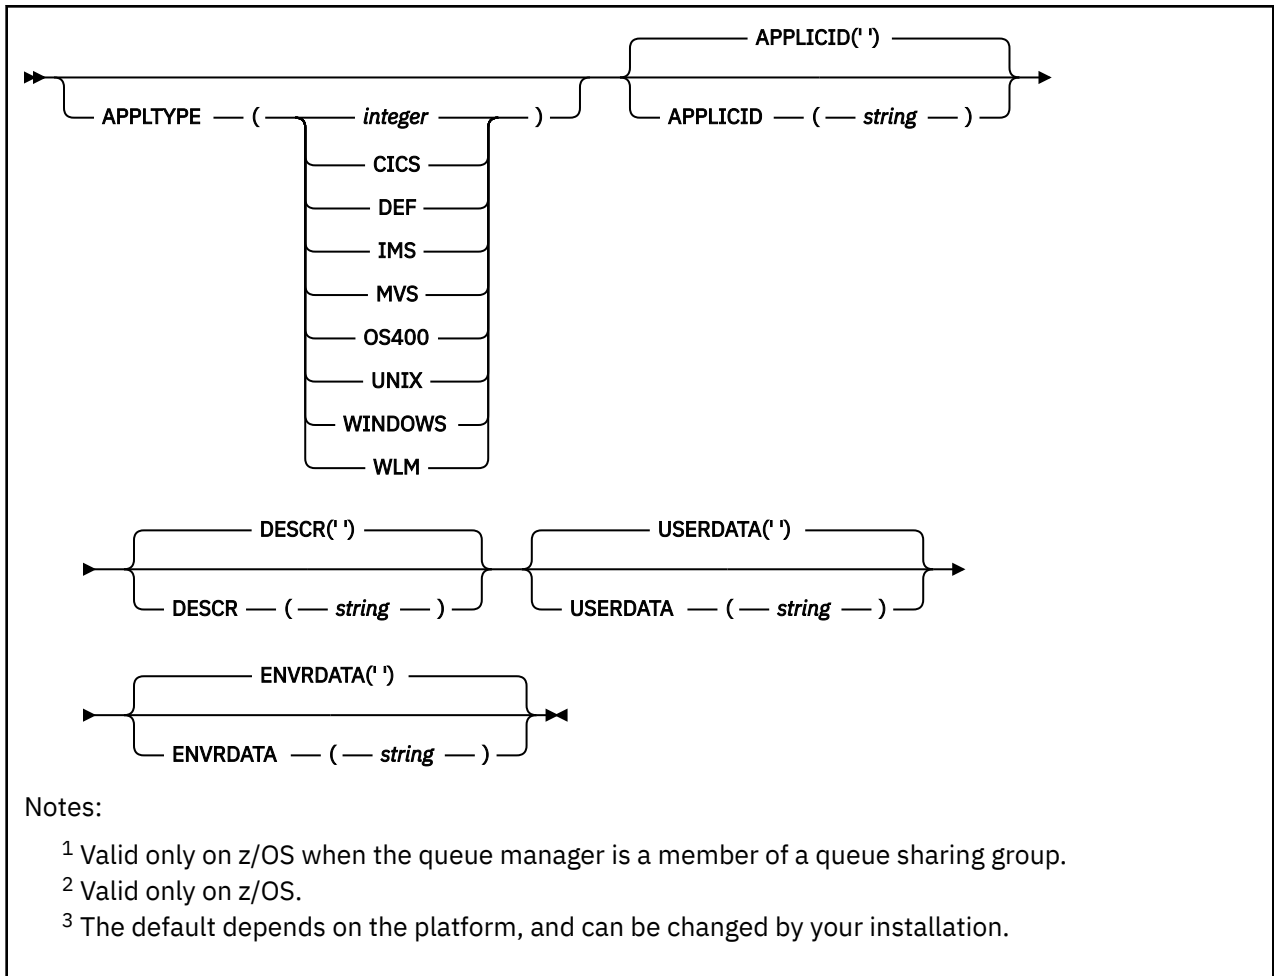 APPLICID(' ')
APPLTYPE ( integer ) APPLICID ( string )
CICS
DEF
IMS
MVS
OS400
UNIX
WINDOWS
WLM
DESCR(' ') USERDATA(' ')
DESCR ( string ) USERDATA ( string )
ENVRDATA(' ')
ENVRDATA ( string )
Notes:
1 Valid only on z/OS when the queue manager is a member of a queue sharing group.
2 Valid only on z/OS.
3 The default depends on the platform, and can be changed by your installation.